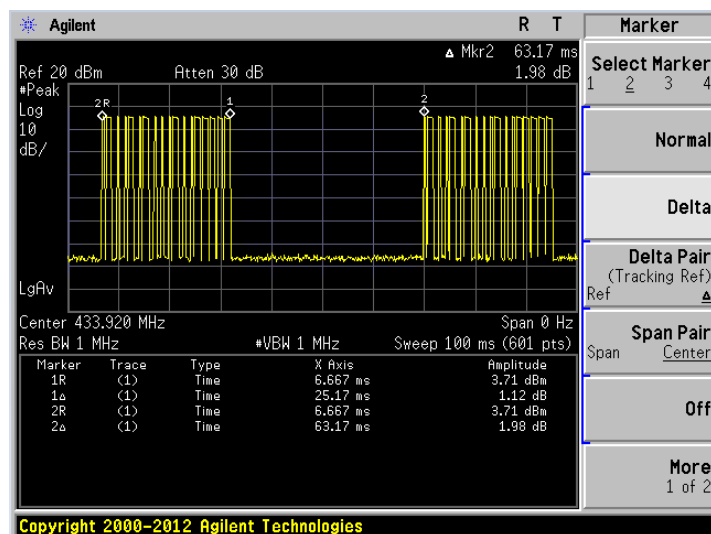 Agilent R T
Δ Mkr2 63.17 ms
Ref 20 dBm Atten 30 dB 1.98 dB
#Peak
Log
10
dB/
2R
1
2
LgAv
Center 433.920 MHz Span 0 Hz
Res BW 1 MHz #VBW 1 MHz Sweep 100 ms (601 pts)
Marker Trace Type X Axis Amplitude
1R (1) Time 6.667 ms 3.71 dBm
1Δ (1) Time 25.17 ms 1.12 dB
2R (1) Time 6.667 ms 3.71 dBm
2Δ (1) Time 63.17 ms 1.98 dB
Copyright 2000-2012 Agilent Technologies
Marker
Select Marker
1 2 3 4
Normal
Delta
Delta Pair
(Tracking Ref)
Ref Δ
Span Pair
Span Center
Off
More
1 of 2